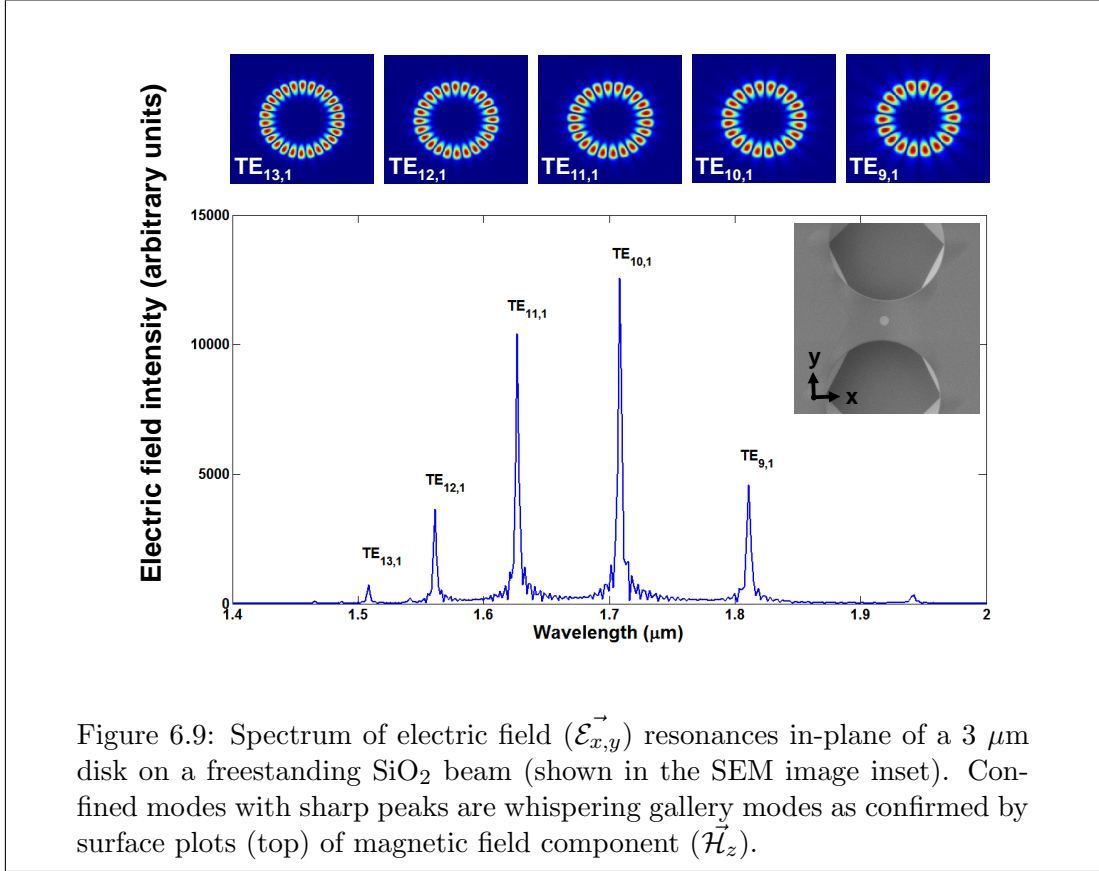 TE13,1
TE12,1
TE11,1
TE10,1
TE9,1
Electric field intensity (arbitrary units)
15000
10000
5000
0
TE13,1
TE12,1
TE11,1
TE10,1
TE9,1
y
x
1.4 1.5 1.6 1.7 1.8 1.9 2
Wavelength (μm)
Figure 6.9: Spectrum of electric field (ℰ⃗x,y) resonances in-plane of a 3 μm
disk on a freestanding SiO2 beam (shown in the SEM image inset). Con-
fined modes with sharp peaks are whispering gallery modes as confirmed by
surface plots (top) of magnetic field component (ℋ⃗z).